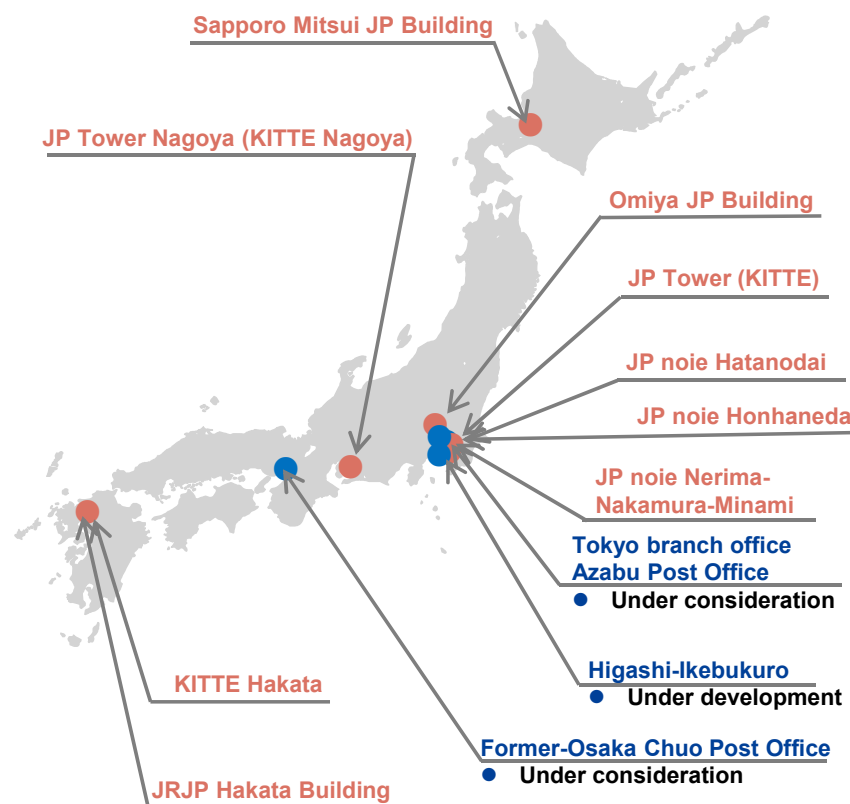 Sapporo Mitsui JP Building
JP Tower Nagoya (KITTE Nagoya)
Omiya JP Building
JP Tower (KITTE)
JP noie Hatanodai
JP noie Honhaneda
JP noie Nerima-
Nakamura-Minami
Tokyo branch office
Azabu Post Office
● Under consideration
Higashi-Ikebukuro
● Under development
KITTE Hakata
Former-Osaka Chuo Post Office
● Under consideration
JRJP Hakata Building